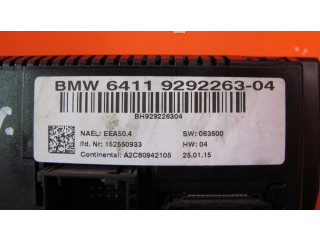 BMW 6411 9292263-04
BH929226304
NAEL: EEA50.4 SW: 063500
lfd. Nr: 152550933 HW: 04
Continental: A2C80942105 25.01.15